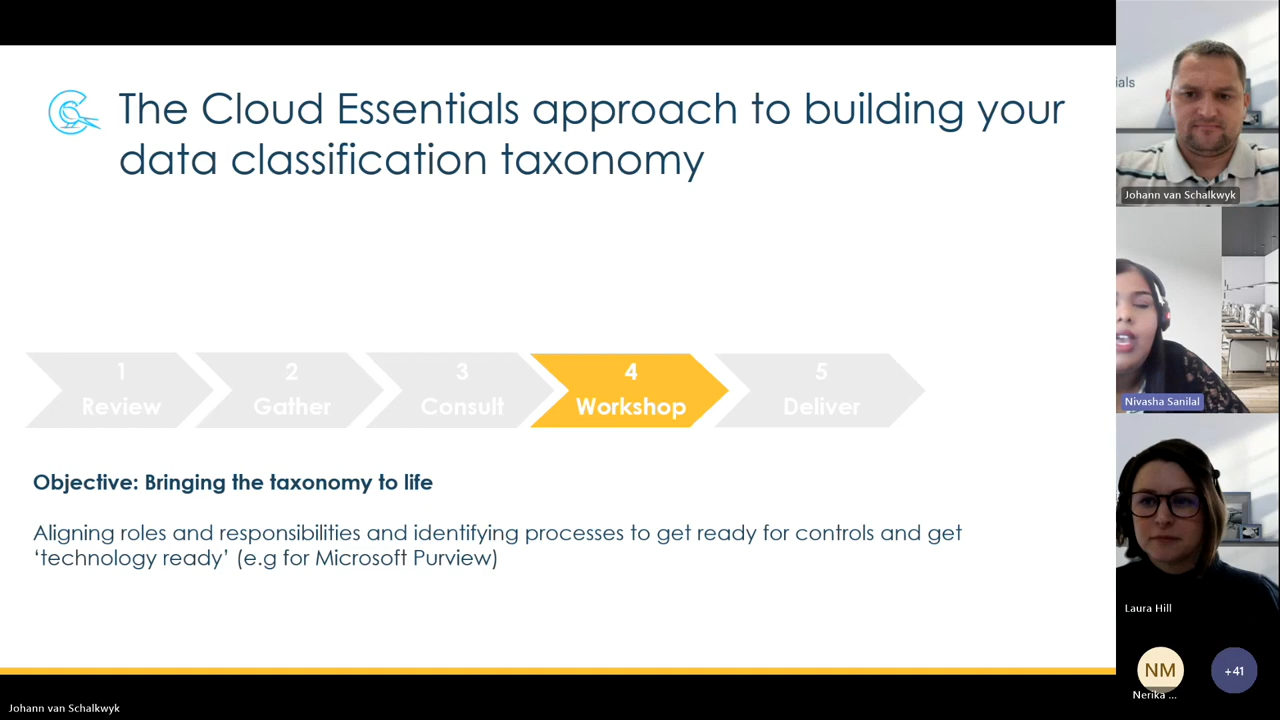 The Cloud Essentials approach to building your
data classification taxonomy
1
Review
2
Gather
3
Consult
4
Workshop
5
Deliver
Objective: Bringing the taxonomy to life
Aligning roles and responsibilities and identifying processes to get ready for controls and get
‘technology ready’ (e.g for Microsoft Purview)
Johann van Schalkwyk
ials
Johann van Schalkwyk
Nivasha Sanilal
Laura Hill
NM
Nerika ...
+41